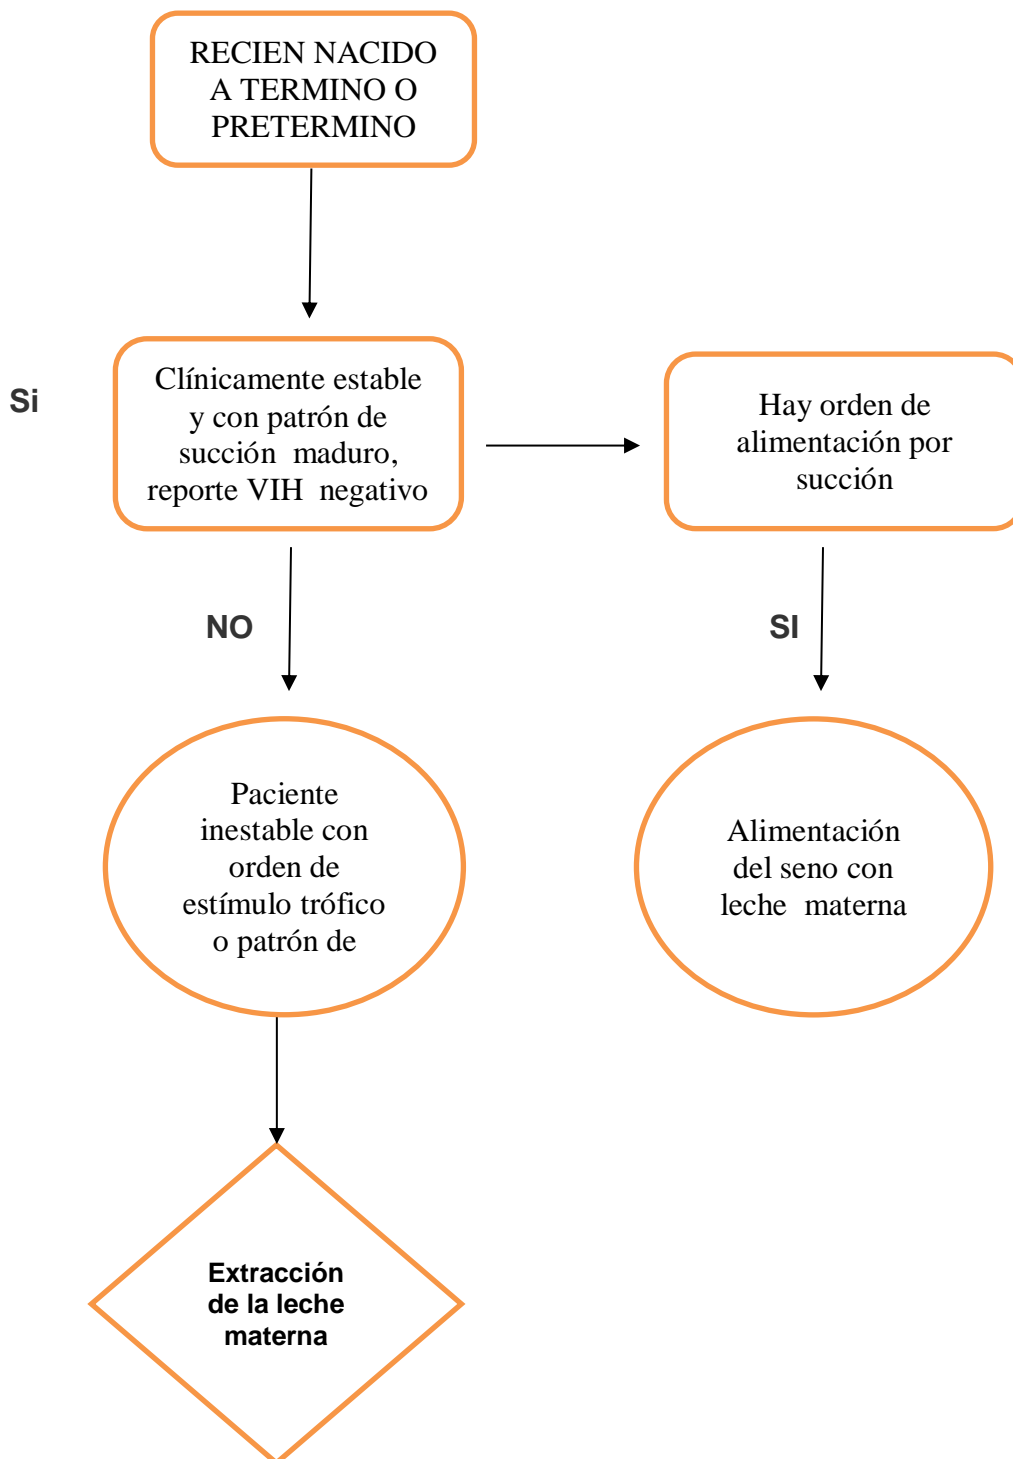 RECIEN NACIDO
A TERMINO O
PRETERMINO
Si
Clínicamente estable
y con patrón de
succión maduro,
reporte VIH negativo
Hay orden de
alimentación por
succión
NO
SI
Paciente
inestable con
orden de
estímulo trófico
o patrón de
Alimentación
del seno con
leche materna
Extracción
de la leche
materna